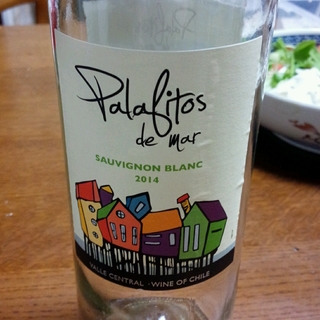 Palafitos
de mar
SAUVIGNON BLANC
2014
VALLE CENTRAL · WINE OF CHILE